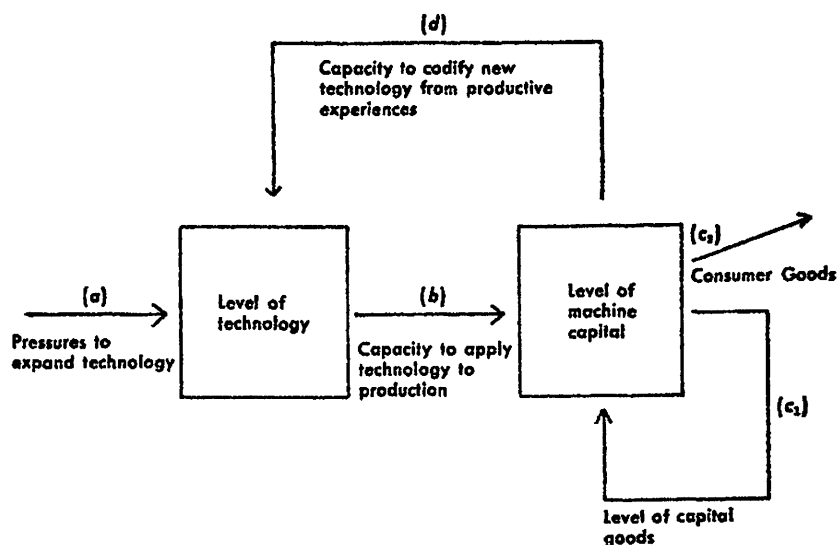 (d)
Capacity to codify new
technology from productive
experiences
(c₂)
Consumer Goods
(a)
Pressures to
expand technology
Level of
technology
(b)
Capacity to apply
technology to
production
Level of
machine
capital
(c₁)
Level of capital
goods